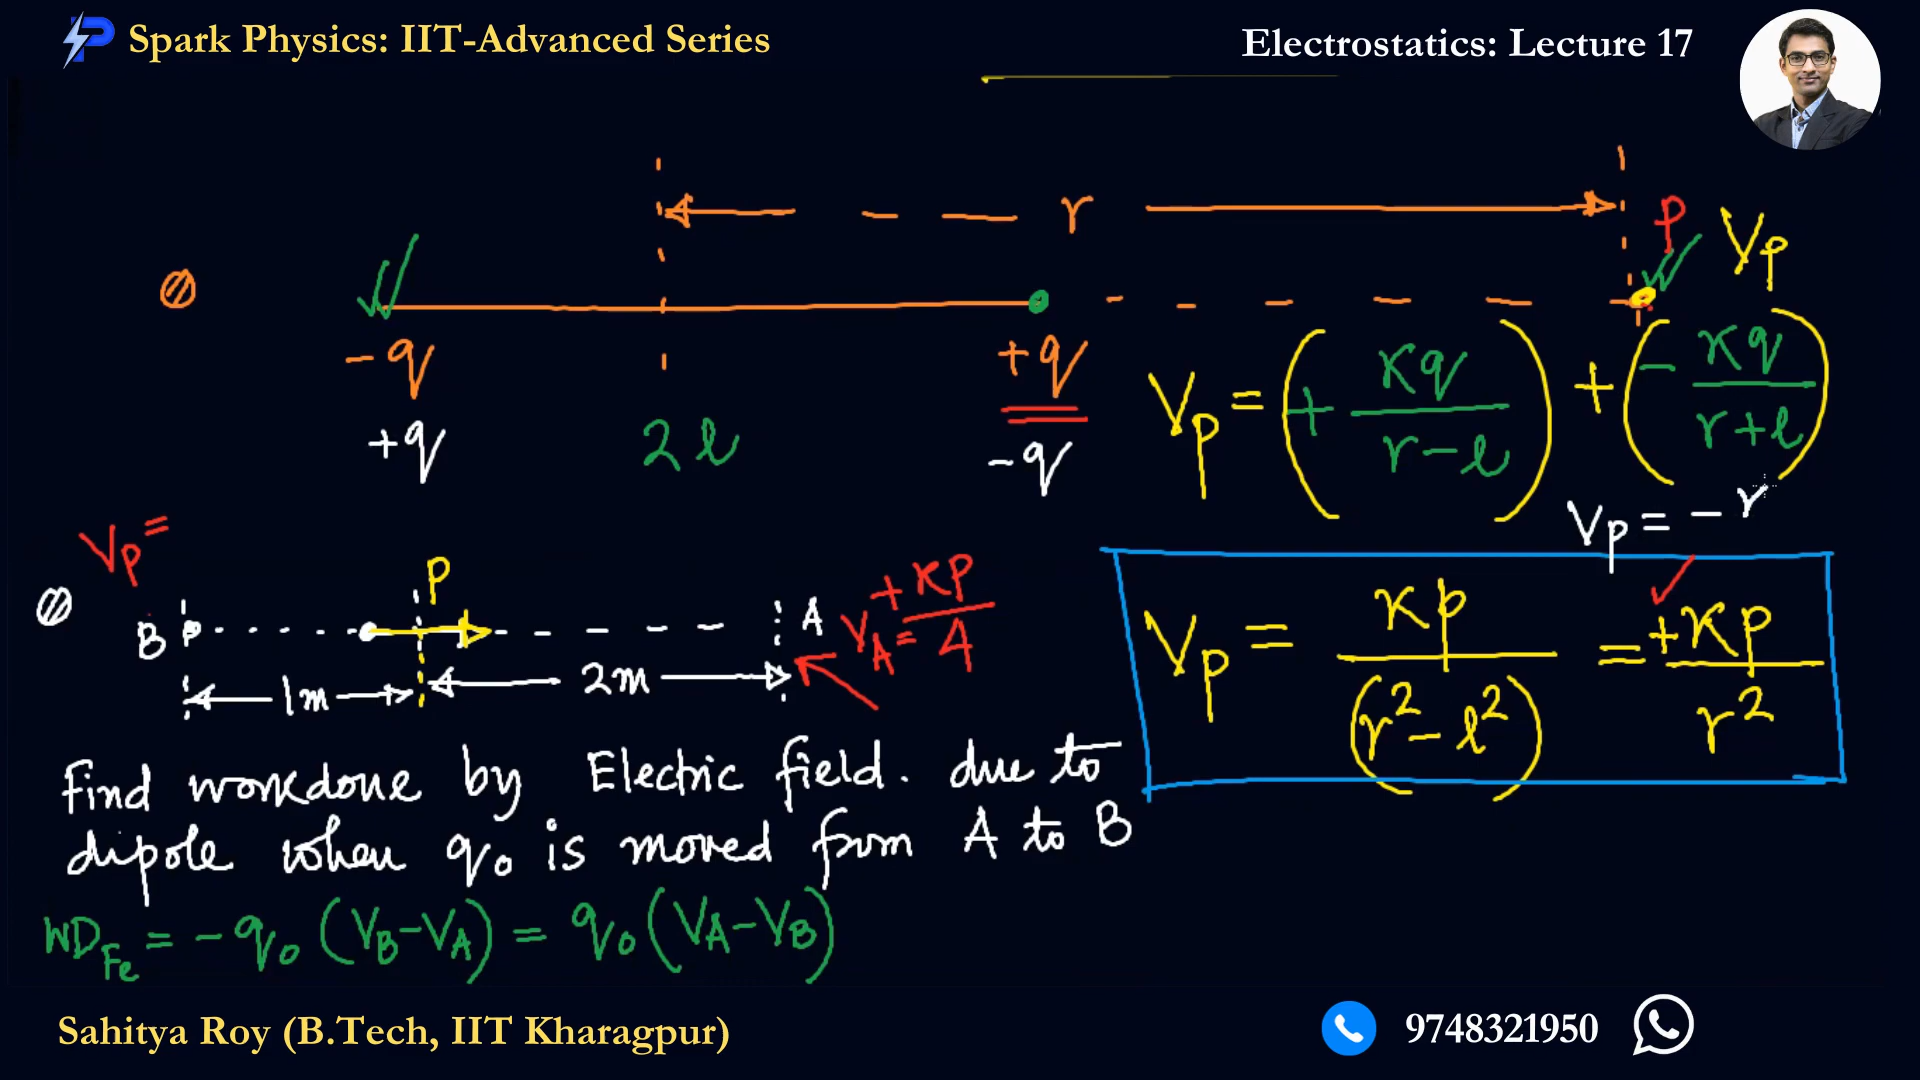 Spark Physics: IIT-Advanced Series
Electrostatics: Lecture 17
r
P
Vp
-q
+q
+q
2l
-q
Vp = (+ Kq/(r-l)) + (- Kq/(r+l))
Vp = - r
Vp =
P
B
A
VA = +KP/4
1m
2m
Vp = Kp/(r²-l²) = +Kp/r²
Find workdone by Electric field. due to
dipole when q₀ is moved from A to B
WD_Fe = -q₀ (VB-VA) = q₀ (VA-VB)
Sahitya Roy (B.Tech, IIT Kharagpur)
9748321950